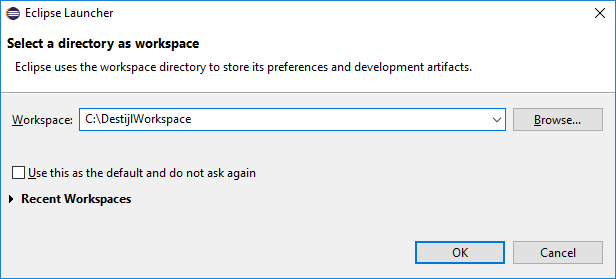 Eclipse Launcher
Select a directory as workspace
Eclipse uses the workspace directory to store its preferences and development artifacts.
Workspace: C:\DestijlWorkspace Browse...
Use this as the default and do not ask again
Recent Workspaces
OK Cancel